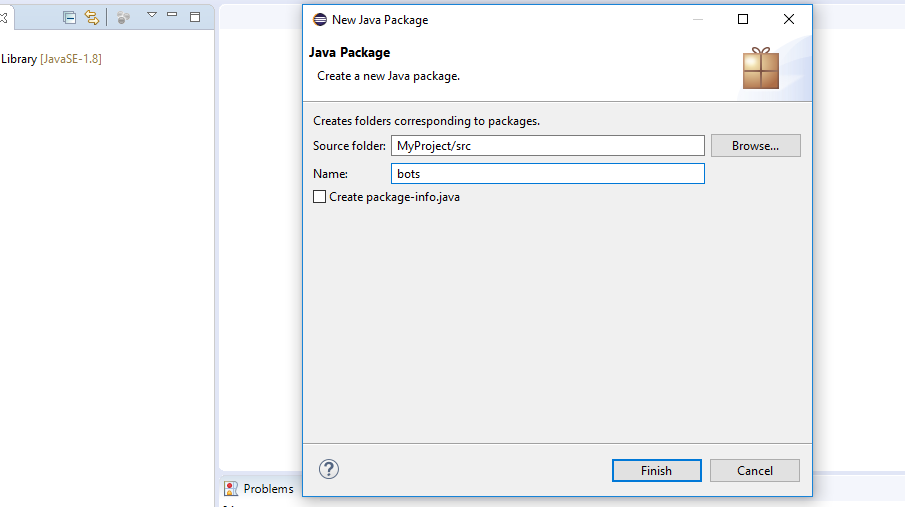 New Java Package
Java Package
Create a new Java package.
Library [JavaSE-1.8]
Creates folders corresponding to packages.
Source folder: MyProject/src Browse...
Name: bots
Create package-info.java
Finish Cancel
Problems